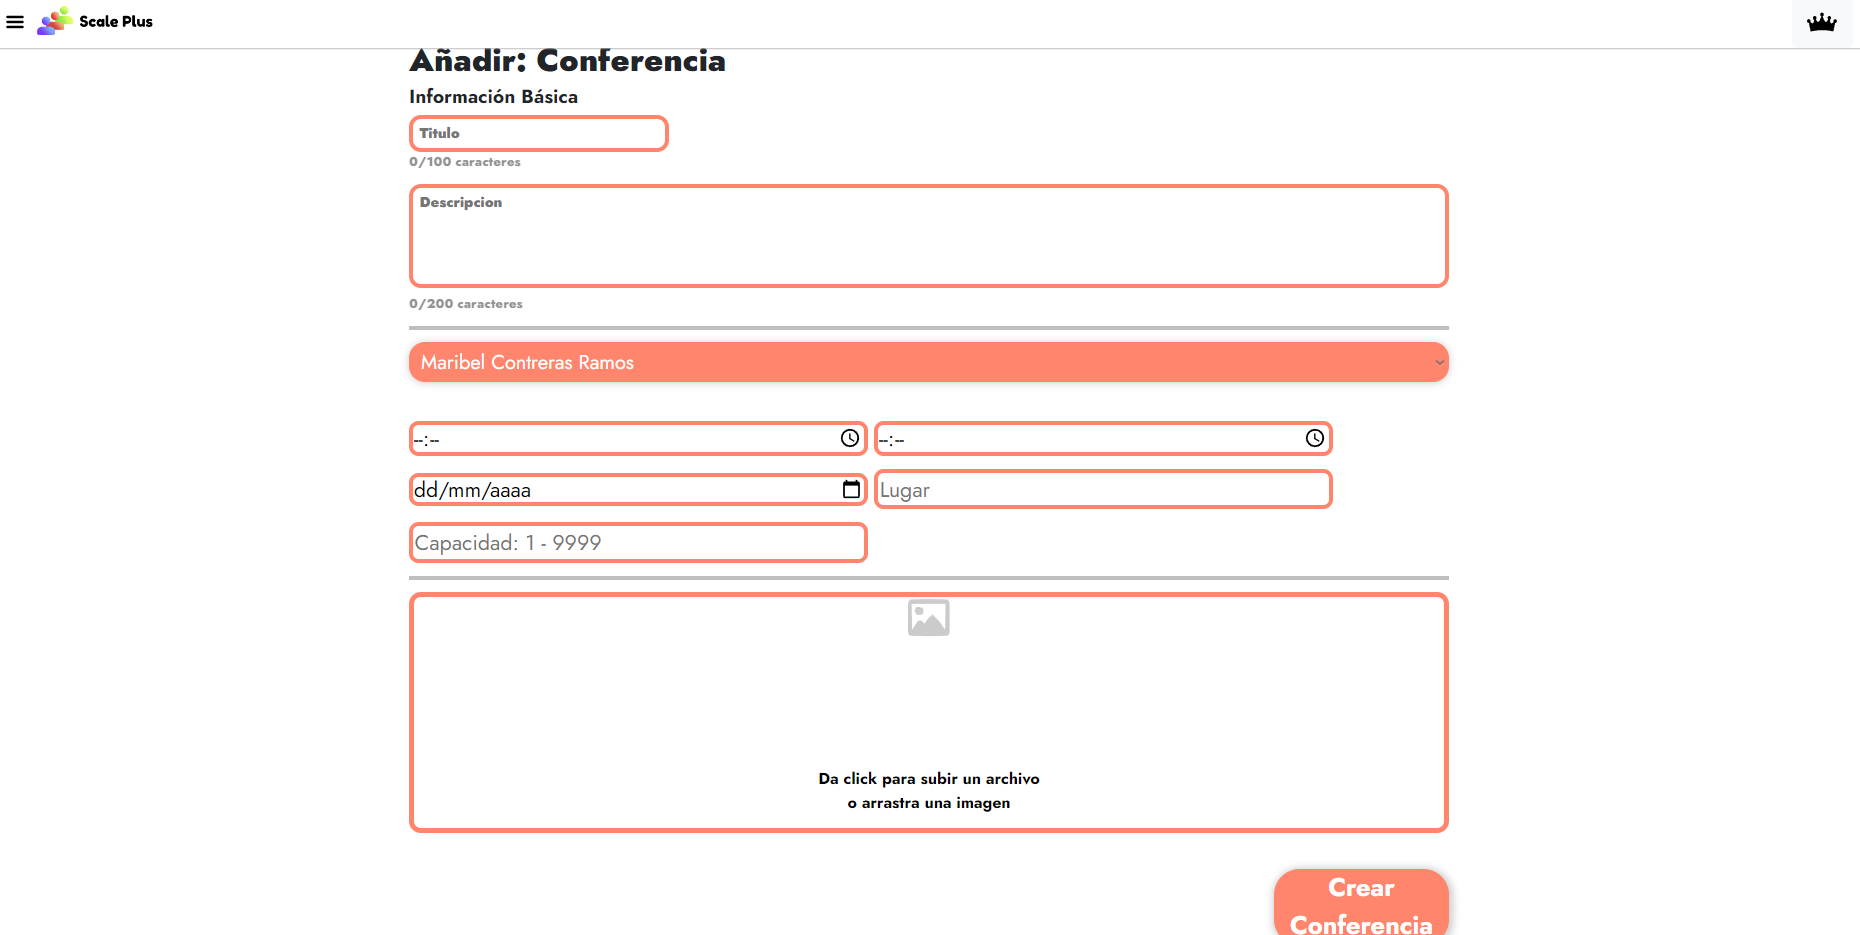 Scale Plus
Añadir: Conferencia
Información Básica
Titulo
0/100 caracteres
Descripcion
0/200 caracteres
Maribel Contreras Ramos
--:-- --:--
dd/mm/aaaa Lugar
Capacidad: 1 - 9999
Da click para subir un archivo
o arrastra una imagen
Crear
Conferencia